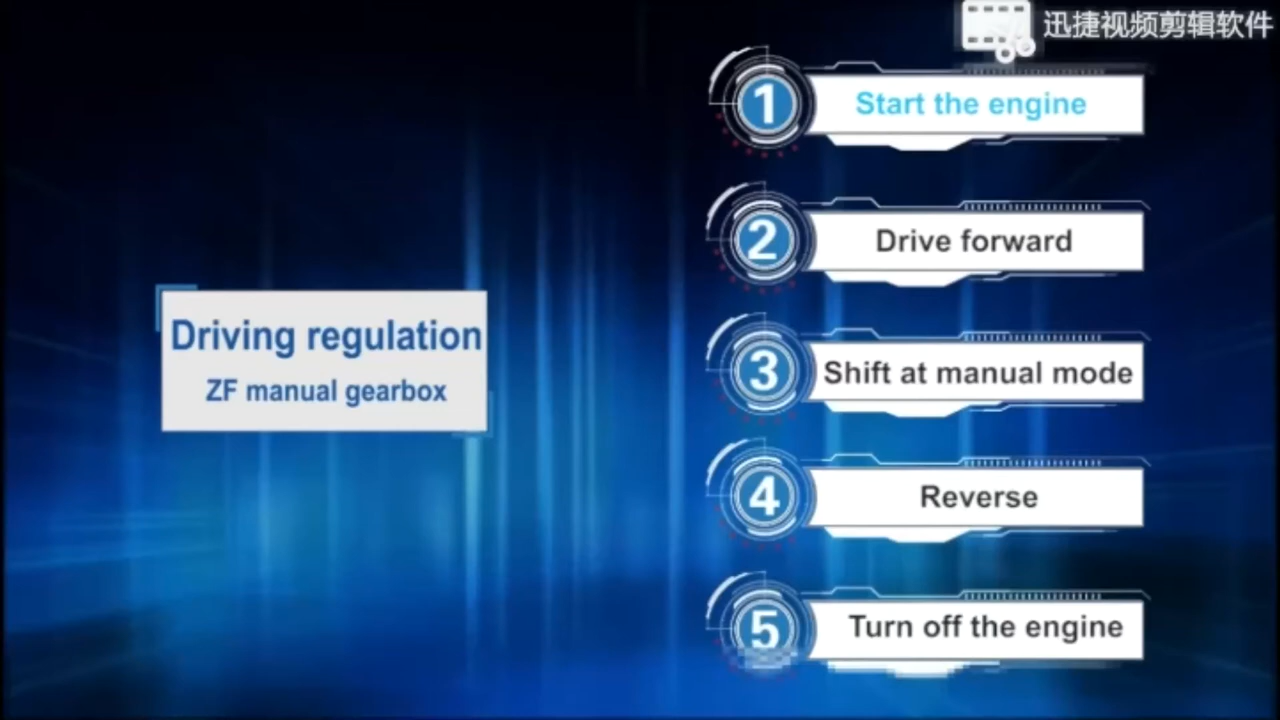 迅捷视频剪辑软件
Driving regulation
ZF manual gearbox
1 Start the engine
2 Drive forward
3 Shift at manual mode
4 Reverse
5 Turn off the engine